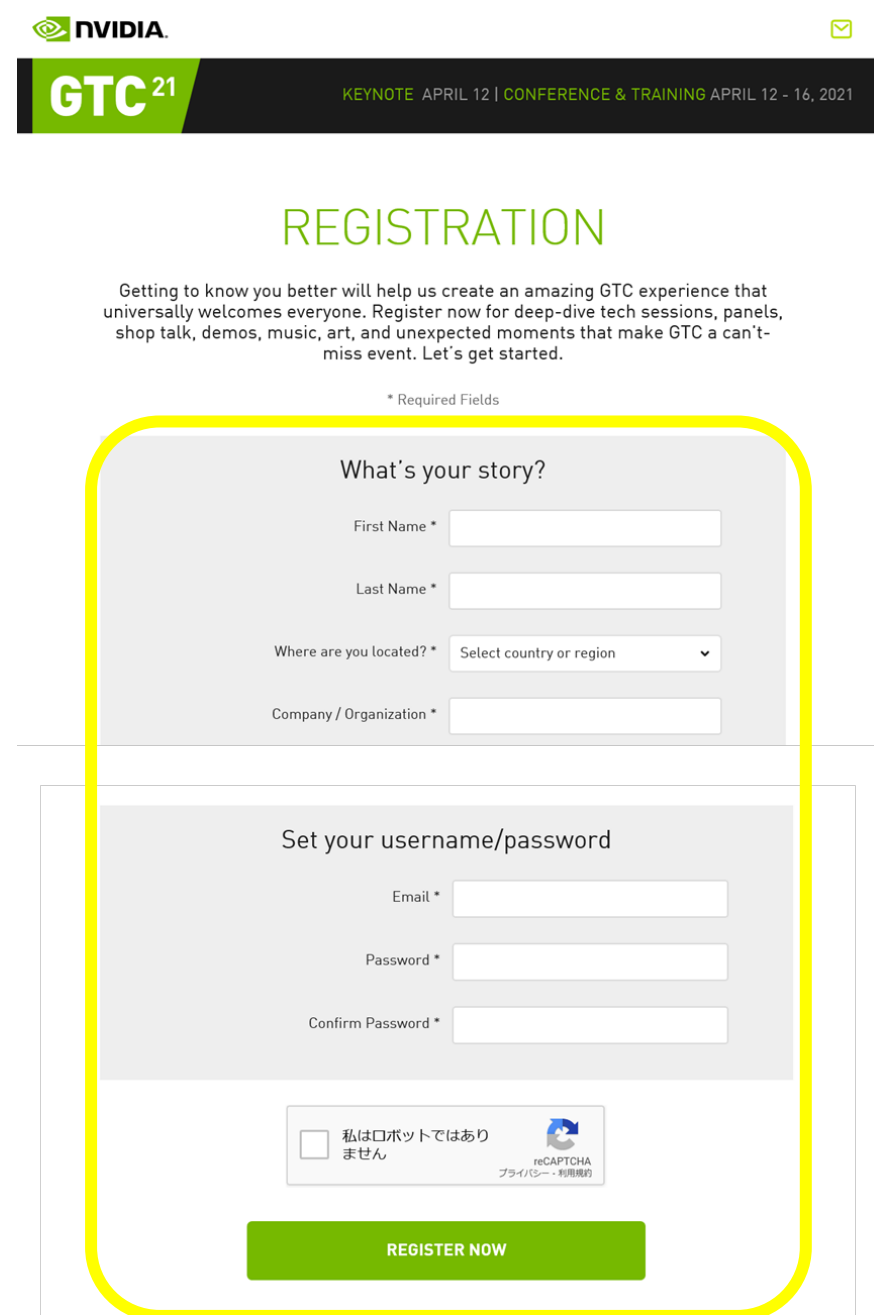 NVIDIA.
GTC 21
KEYNOTE APRIL 12 | CONFERENCE & TRAINING APRIL 12 - 16, 2021
REGISTRATION
Getting to know you better will help us create an amazing GTC experience that
universally welcomes everyone. Register now for deep-dive tech sessions, panels,
shop talk, demos, music, art, and unexpected moments that make GTC a can't-
miss event. Let's get started.
* Required Fields
What's your story?
First Name *
Last Name *
Where are you located? * Select country or region
Company / Organization *
Set your username/password
Email *
Password *
Confirm Password *
私はロボットではあり
ません
reCAPTCHA
プライバシー - 利用規約
REGISTER NOW